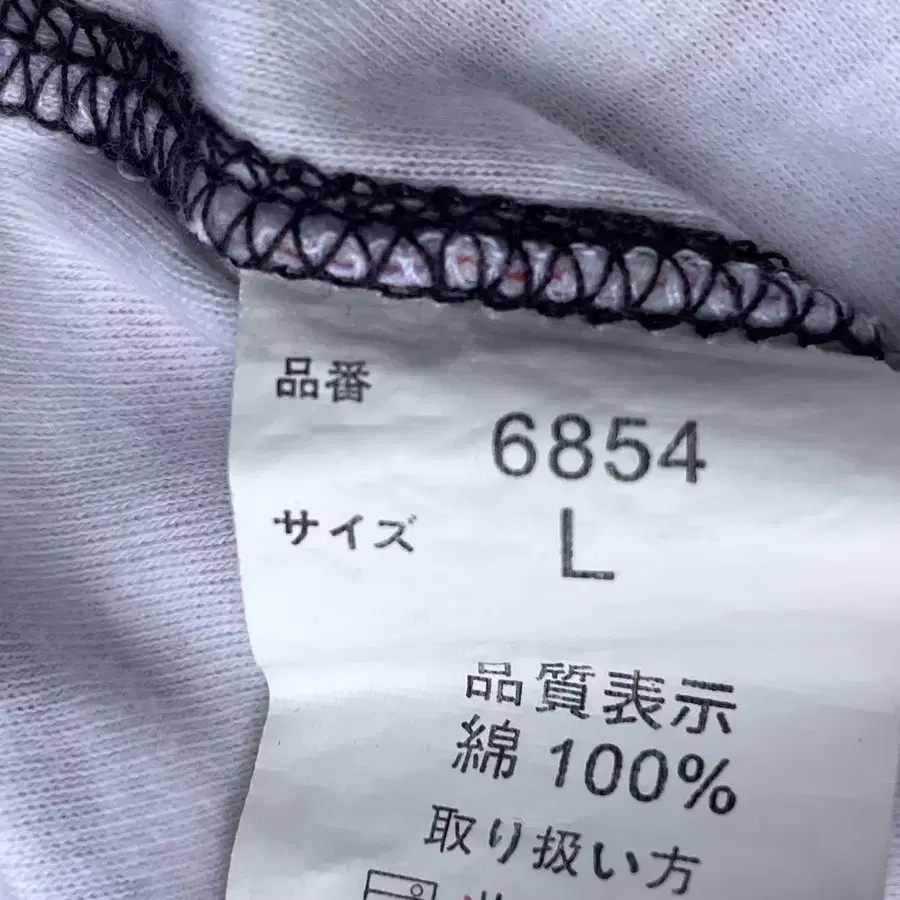 品番 6854
サイズ L
品質表示
綿 100%
取り扱い方